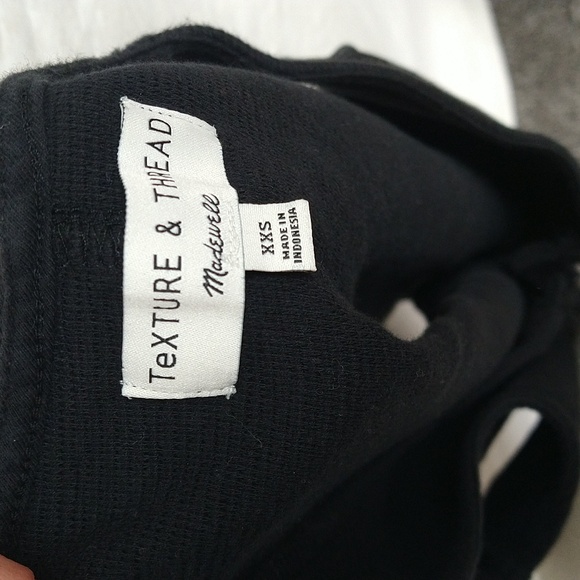 TeXTURE & THREAD
Madewell
XXS
MADE IN
INDONESIA